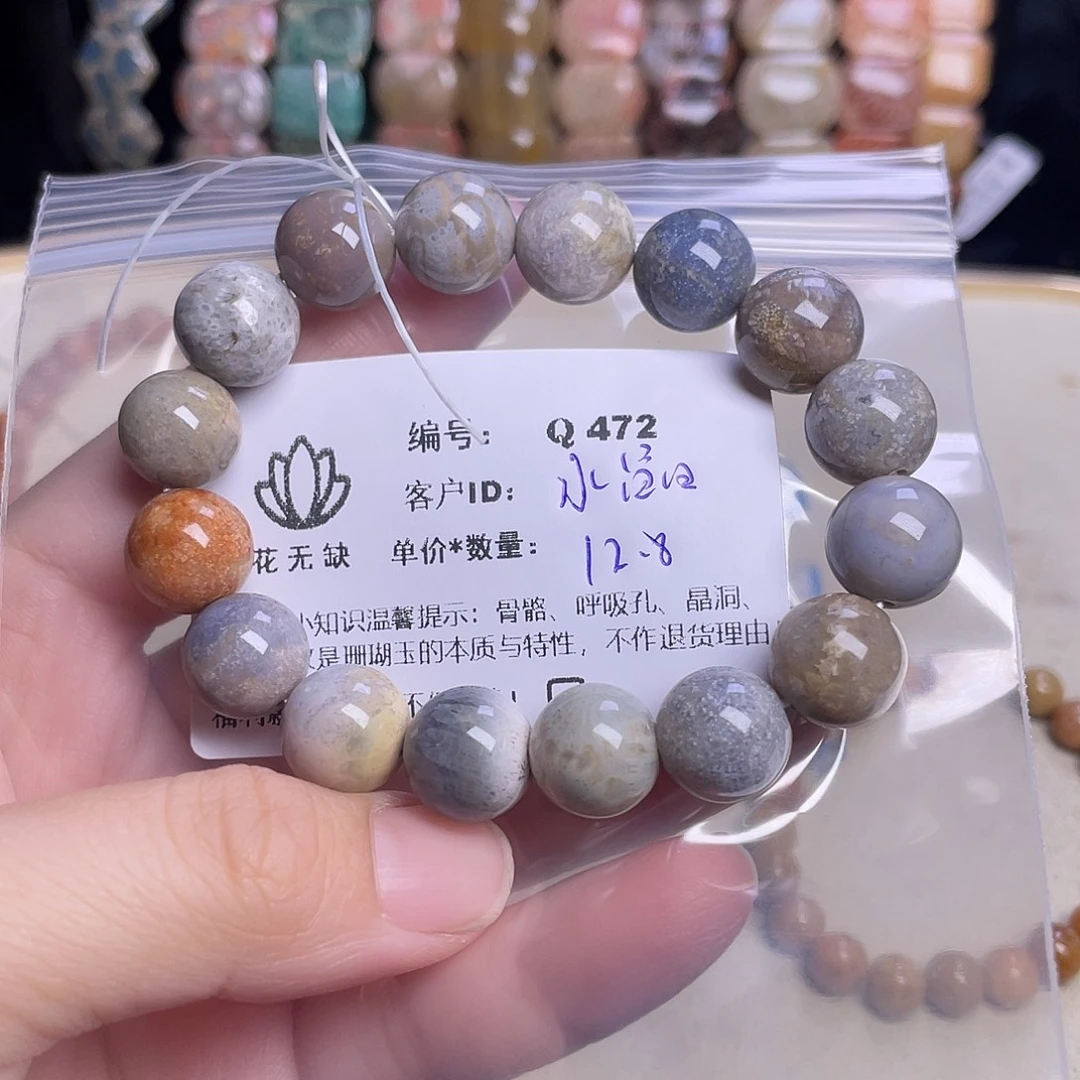 编号: Q 472
客户ID:
花无缺
单价*数量: 12.8
小知识温馨提示:骨骼、呼吸孔、晶洞、
是珊瑚玉的本质与特性,不作退货理由